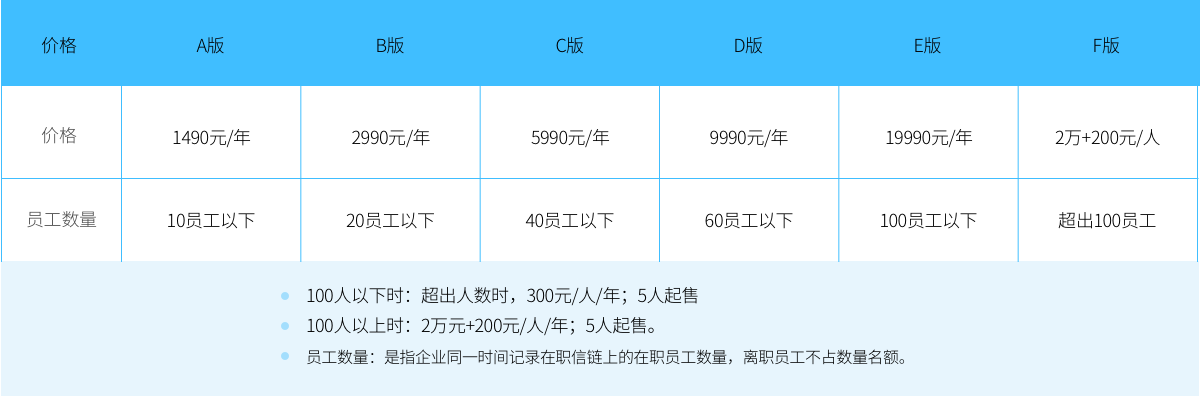 价格 A版 B版 C版 D版 E版 F版
价格 1490元/年 2990元/年 5990元/年 9990元/年 19990元/年 2万+200元/人
员工数量 10员工以下 20员工以下 40员工以下 60员工以下 100员工以下 超出100员工
100人以下时：超出人数时，300元/人/年；5人起售
100人以上时：2万元+200元/人/年；5人起售。
员工数量：是指企业同一时间记录在职信链上的在职员工数量，离职员工不占数量名额。